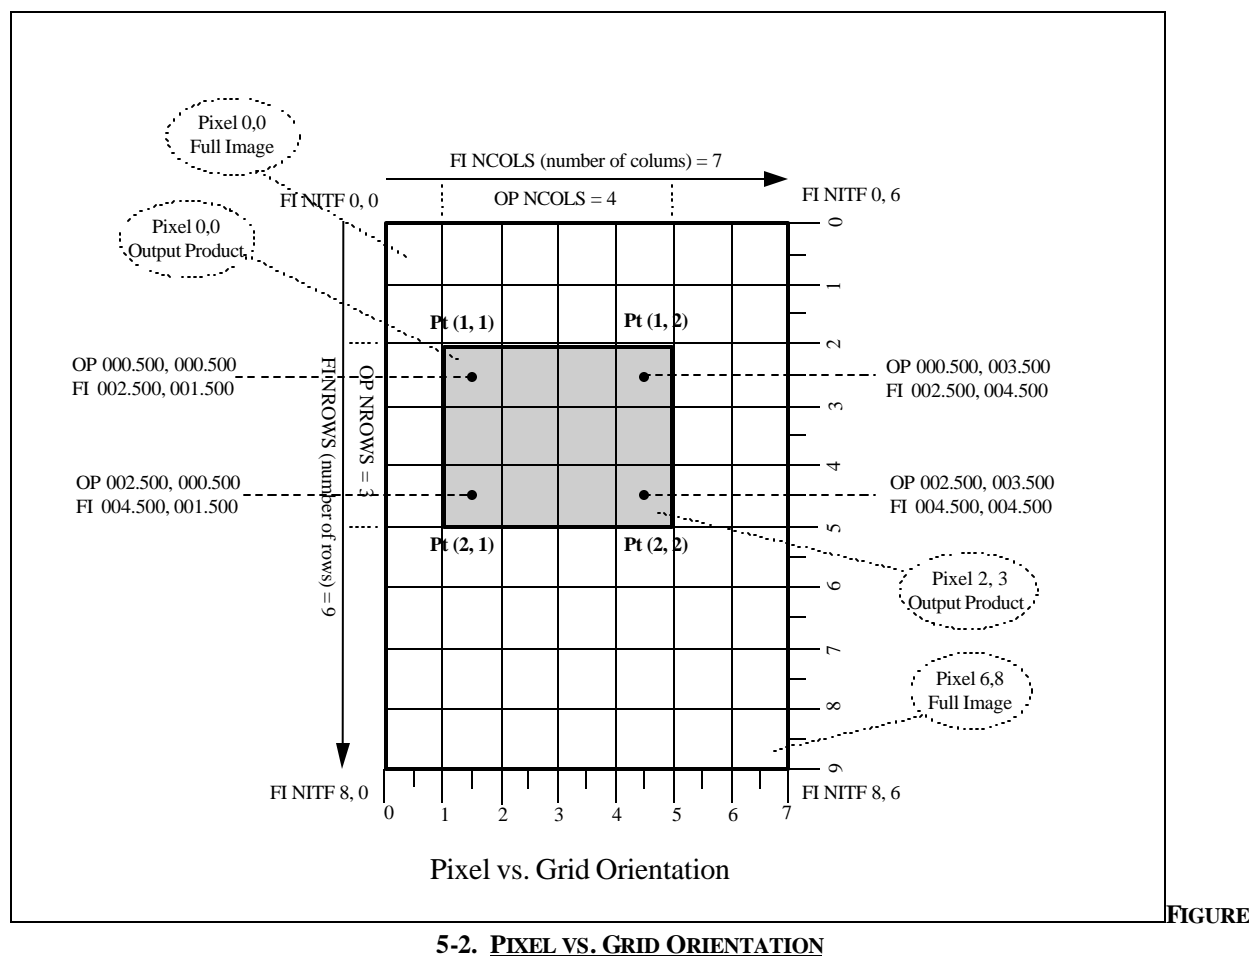 Pixel 0,0
Full Image
FI NCOLS (number of colums) = 7
FI NITF 0, 0
OP NCOLS = 4
FI NITF 0, 6
Pixel 0,0
Output Product
0
1
2
3
4
5
6
7
8
9
Pt (1, 1)
Pt (1, 2)
OP 000.500, 000.500
FI 002.500, 001.500
FI NROWS (number of rows) = 9
OP NROWS = 3
OP 000.500, 003.500
FI 002.500, 004.500
OP 002.500, 000.500
FI 004.500, 001.500
OP 002.500, 003.500
FI 004.500, 004.500
Pt (2, 1)
Pt (2, 2)
Pixel 2, 3
Output Product
Pixel 6,8
Full Image
FI NITF 8, 0
FI NITF 8, 6
0 1 2 3 4 5 6 7
Pixel vs. Grid Orientation
FIGURE
5-2. PIXEL VS. GRID ORIENTATION